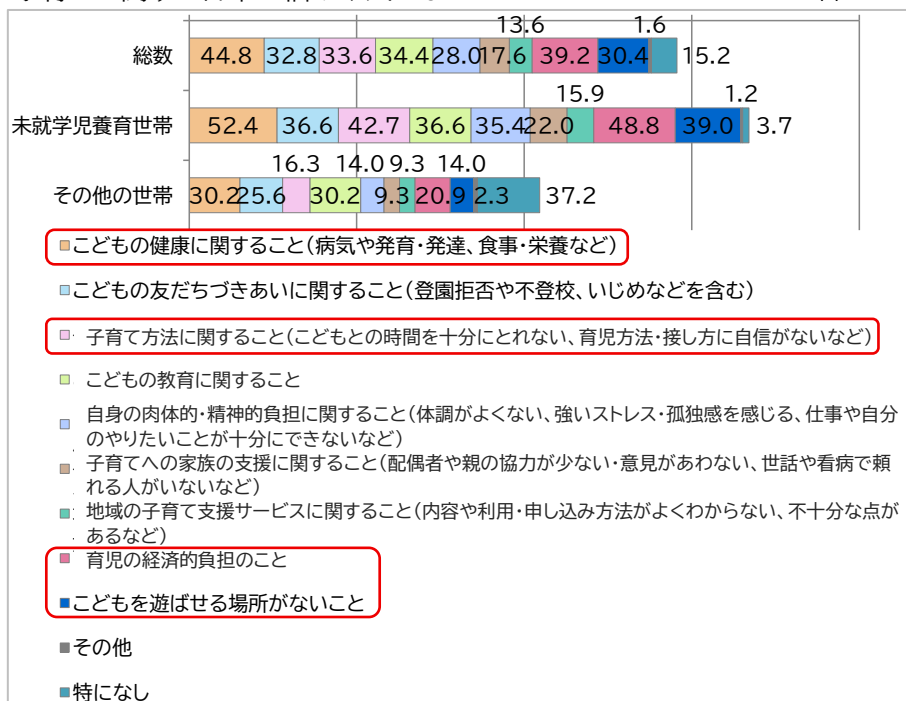 13.6 1.6
総数 44.8 32.8 33.6 34.4 28.0 17.6 39.2 30.4 15.2
15.9 1.2
未就学児養育世帯 52.4 36.6 42.7 36.6 35.4 22.0 48.8 39.0 3.7
16.3 14.0 9.3 14.0
その他の世帯 30.2 25.6 30.2 9.3 20.9 2.3 37.2
こどもの健康に関すること(病気や発育・発達、食事・栄養など)
こどもの友だちづきあいに関すること(登園拒否や不登校、いじめなどを含む)
子育て方法に関すること(こどもとの時間を十分にとれない、育児方法・接し方に自信がないなど)
こどもの教育に関すること
自身の肉体的・精神的負担に関すること(体調がよくない、強いストレス・孤独感を感じる、仕事や自分
のやりたいことが十分にできないなど)
子育てへの家族の支援に関すること(配偶者や親の協力が少ない・意見があわない、世話や看病で頼
れる人がいないなど)
地域の子育て支援サービスに関すること(内容や利用・申し込み方法がよくわからない、不十分な点が
あるなど)
育児の経済的負担のこと
こどもを遊ばせる場所がないこと
その他
特になし